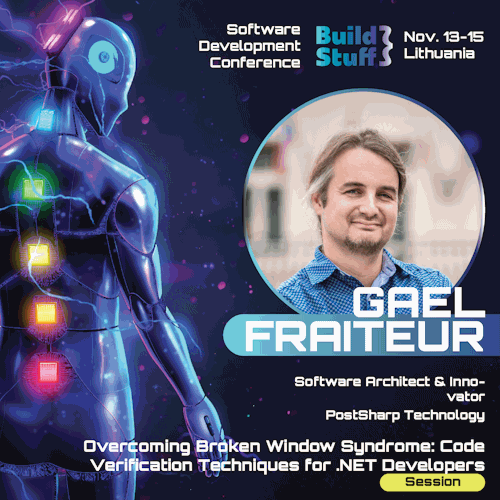 Software
Development
Conference
Build
Stuff
Nov. 13-15
Lithuania
GAEL
FRAITEUR
Software Architect & Inno-
vator
PostSharp Technology
Overcoming Broken Window Syndrome: Code
Verification Techniques for .NET Developers
Session